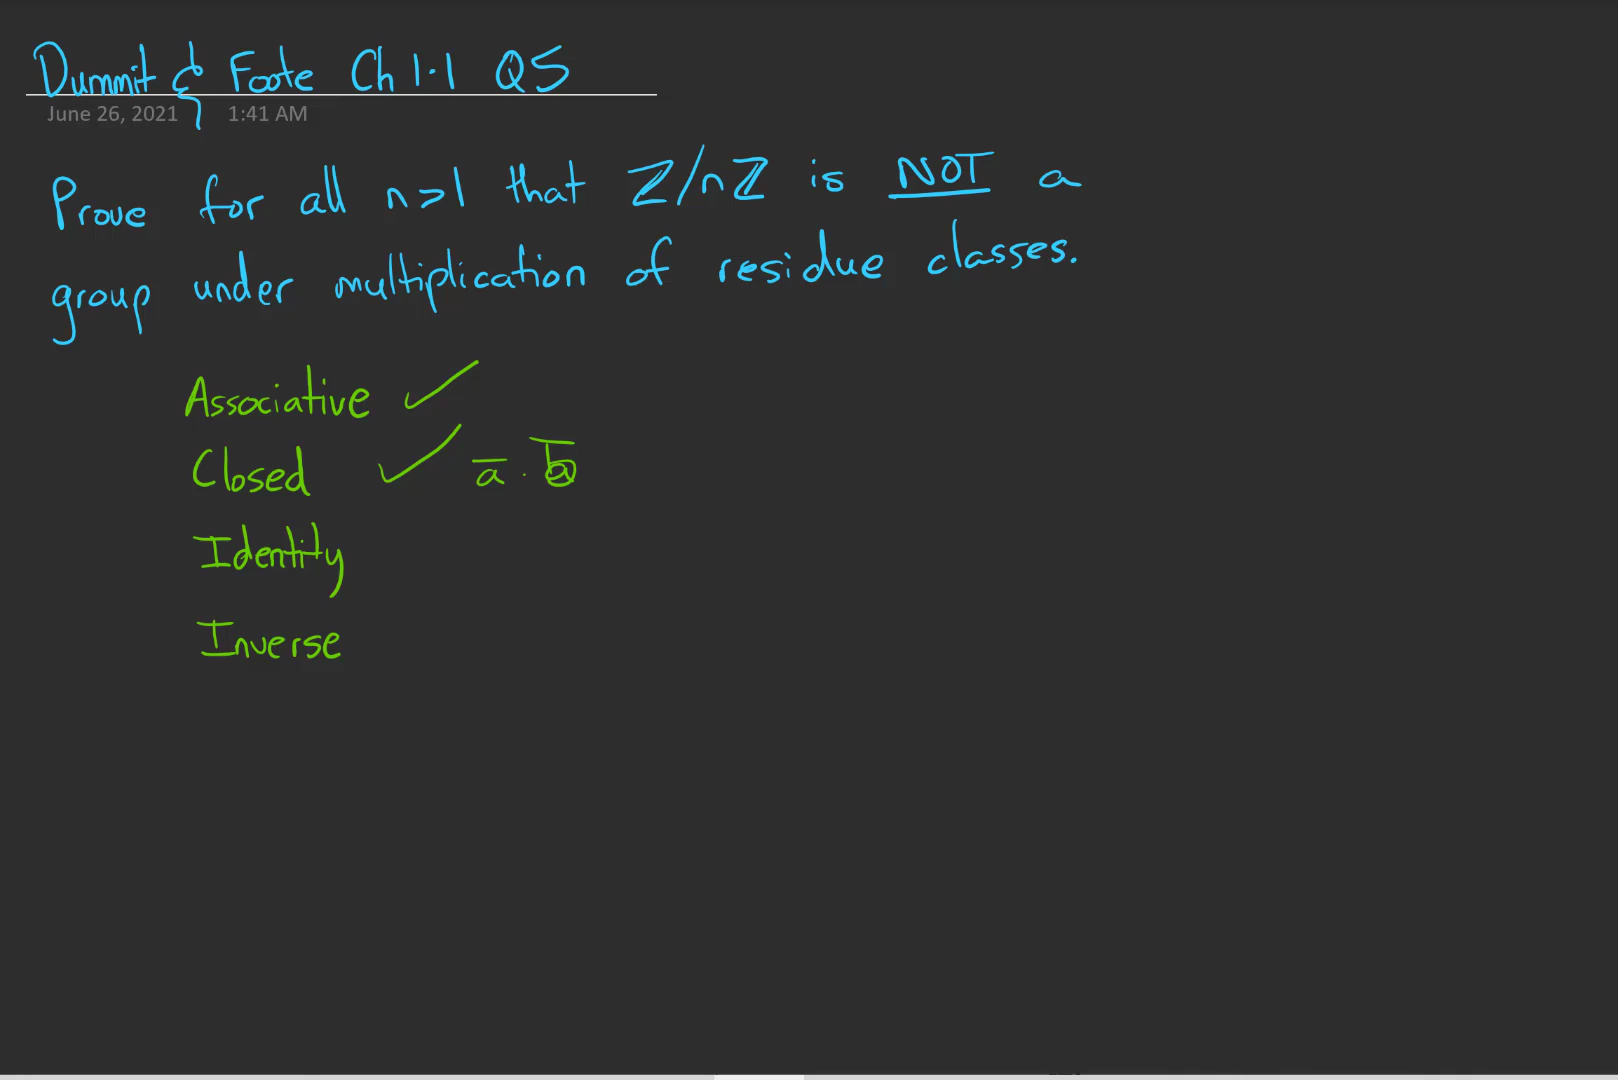 Dummit & Foote Ch 1.1 Q5
June 26, 2021 1:41 AM
Prove for all n>1 that ℤ/nℤ is NOT a
group under multiplication of residue classes.
Associative ✓
Closed ✓ a̅ · b̅
Identity
Inverse